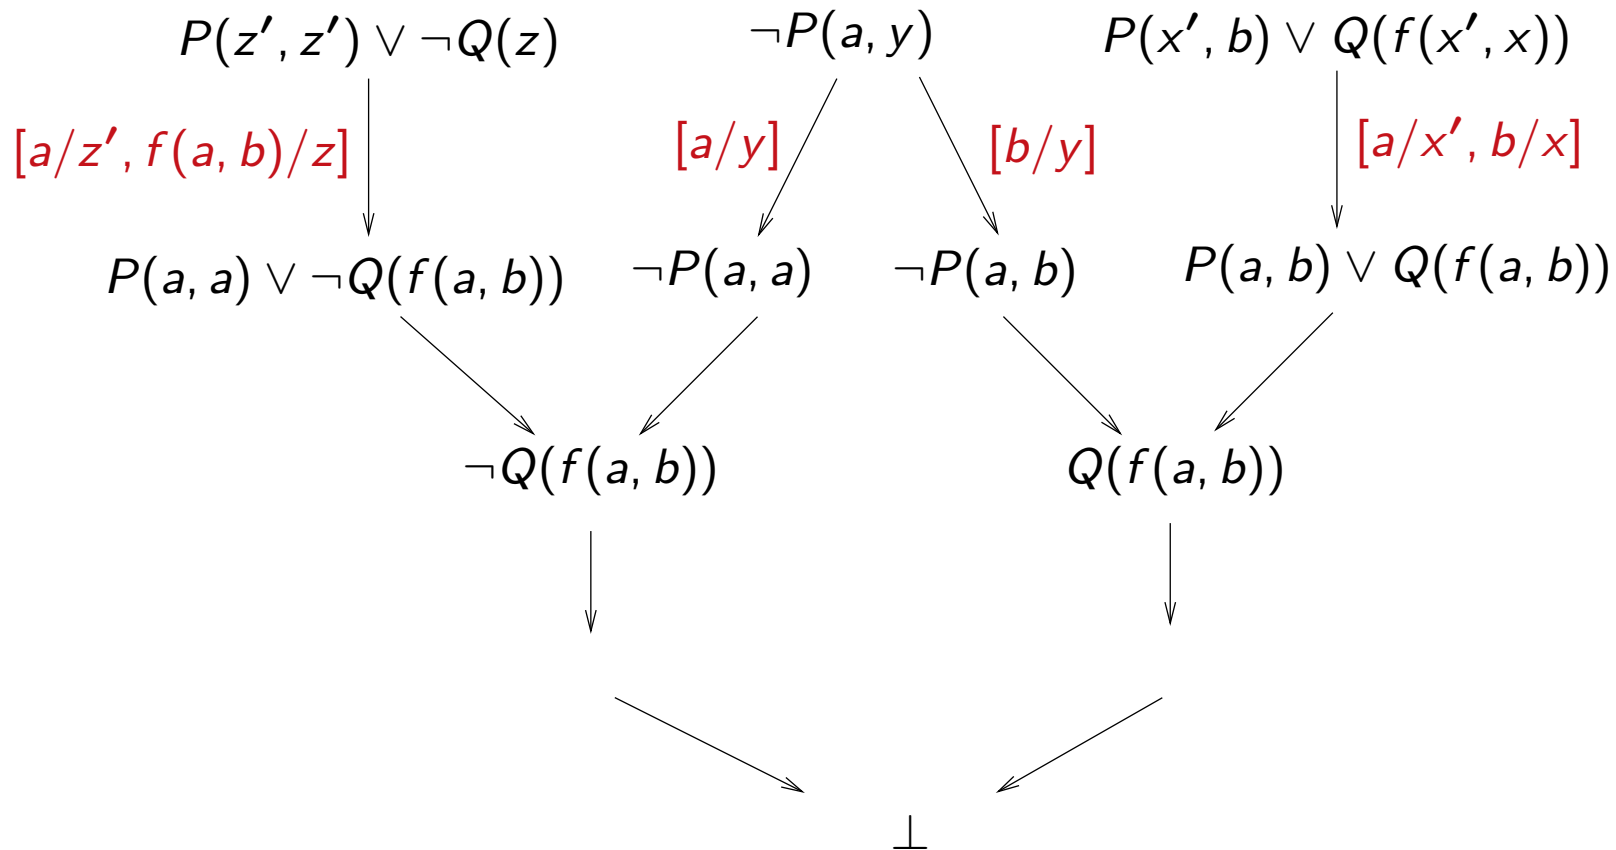 P(z′, z′) ∨ ¬Q(z) ¬P(a, y) P(x′, b) ∨ Q(f(x′, x))
[a/z′, f(a, b)/z] [a/y] [b/y] [a/x′, b/x]
P(a, a) ∨ ¬Q(f(a, b)) ¬P(a, a) ¬P(a, b) P(a, b) ∨ Q(f(a, b))
¬Q(f(a, b)) Q(f(a, b))
⊥